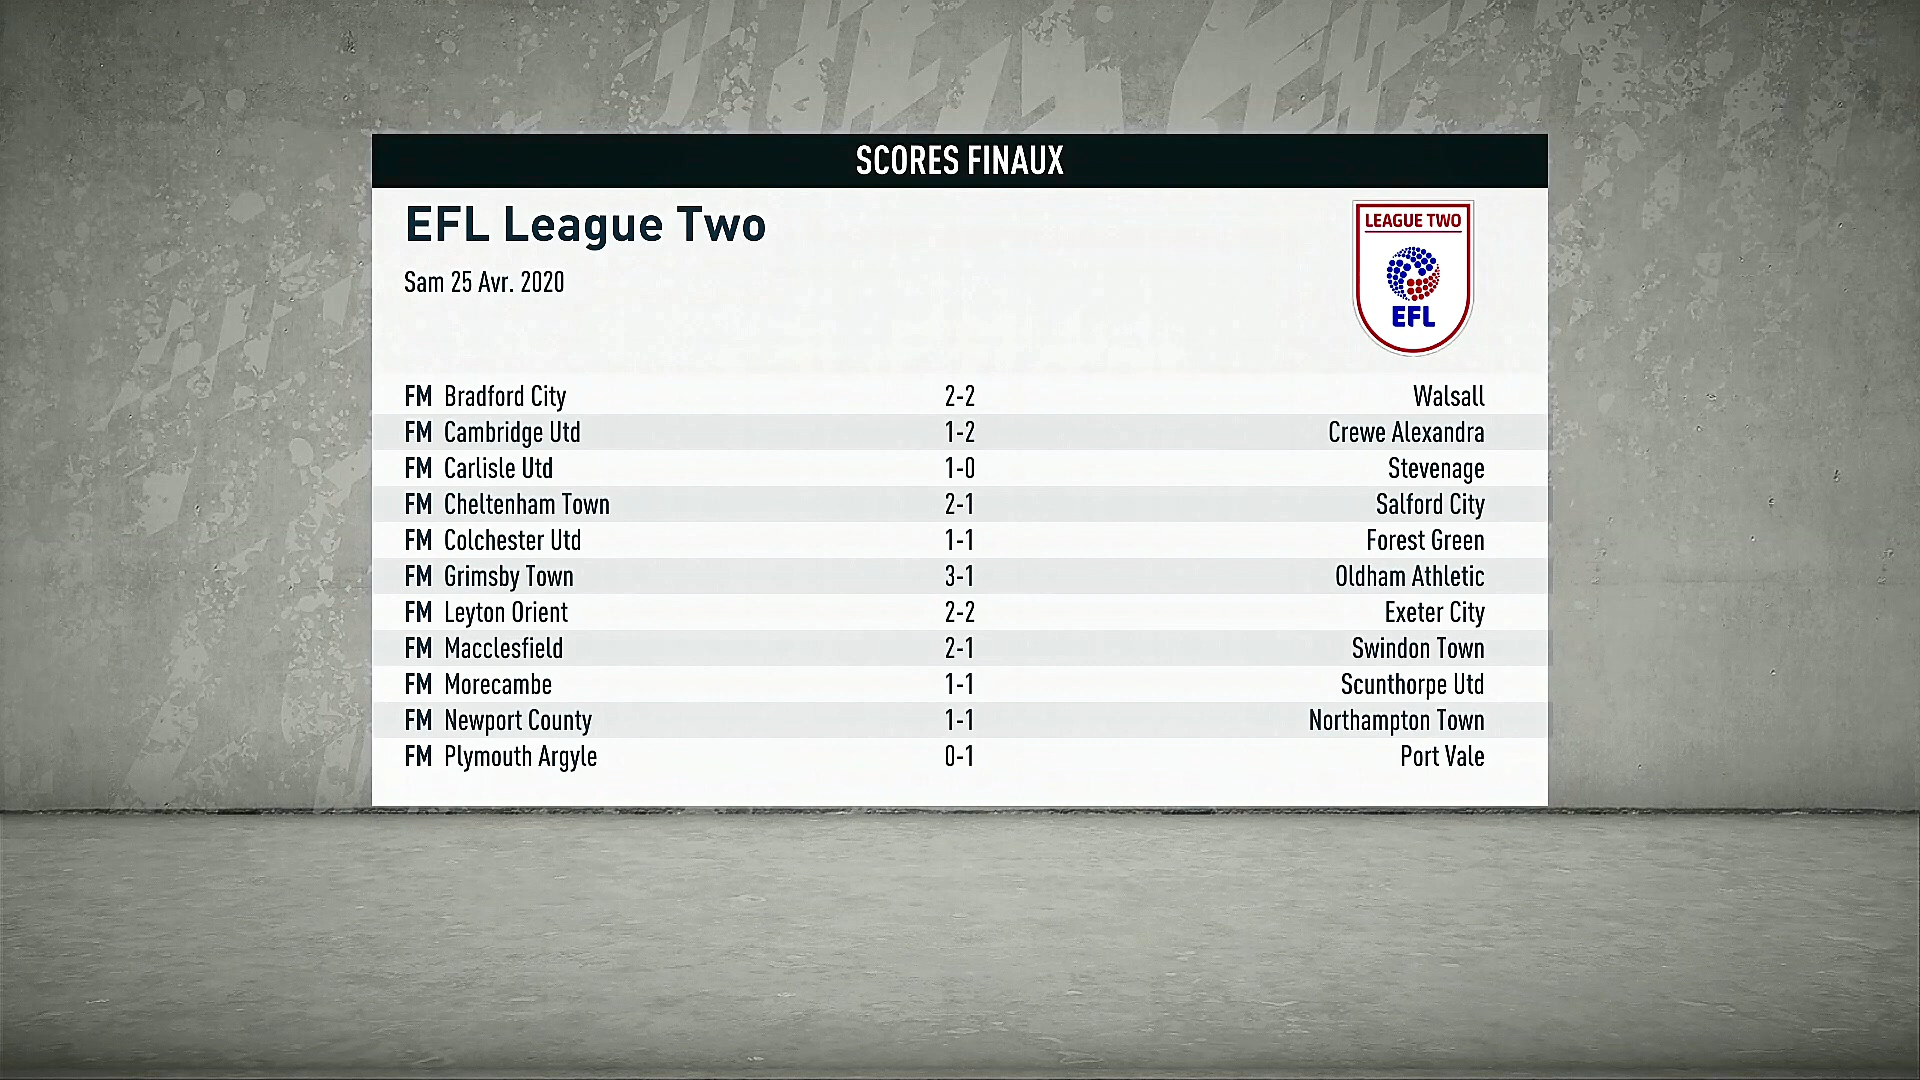 SCORES FINAUX
EFL League Two
Sam 25 Avr. 2020
LEAGUE TWO
EFL
FM Bradford City 2-2 Walsall
FM Cambridge Utd 1-2 Crewe Alexandra
FM Carlisle Utd 1-0 Stevenage
FM Cheltenham Town 2-1 Salford City
FM Colchester Utd 1-1 Forest Green
FM Grimsby Town 3-1 Oldham Athletic
FM Leyton Orient 2-2 Exeter City
FM Macclesfield 2-1 Swindon Town
FM Morecambe 1-1 Scunthorpe Utd
FM Newport County 1-1 Northampton Town
FM Plymouth Argyle 0-1 Port Vale